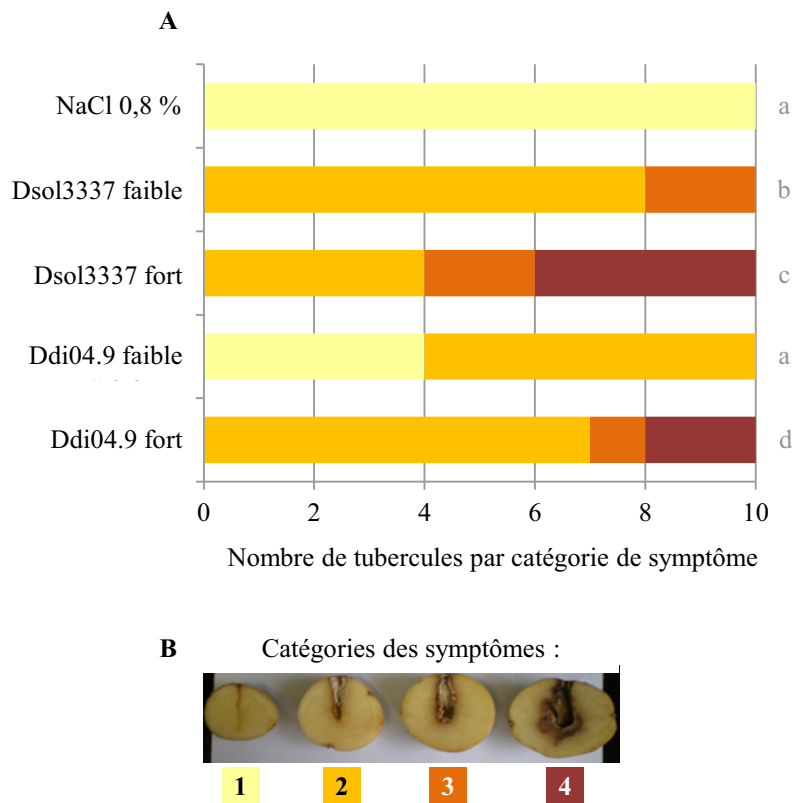 A
NaCl 0,8 % a
Dsol3337 faible b
Dsol3337 fort c
Ddi04.9 faible a
Ddi04.9 fort d
0 2 4 6 8 10
Nombre de tubercules par catégorie de symptôme
B Catégories des symptômes :
1 2 3 4